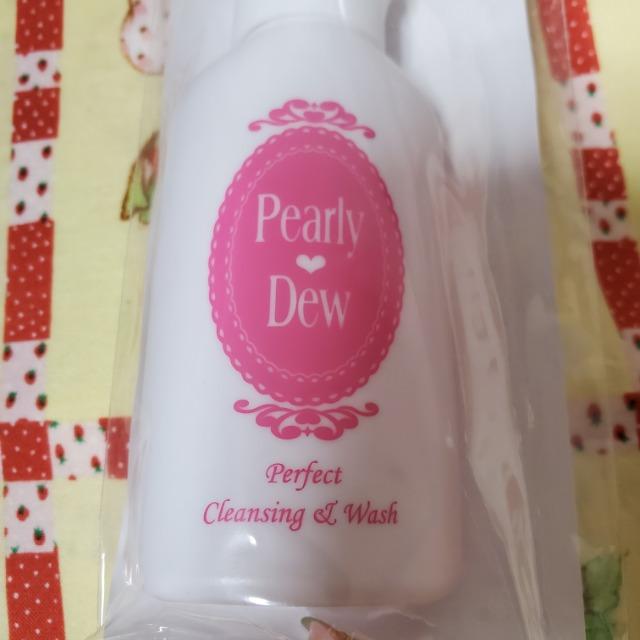 Pearly
Dew
Perfect
Cleansing & Wash